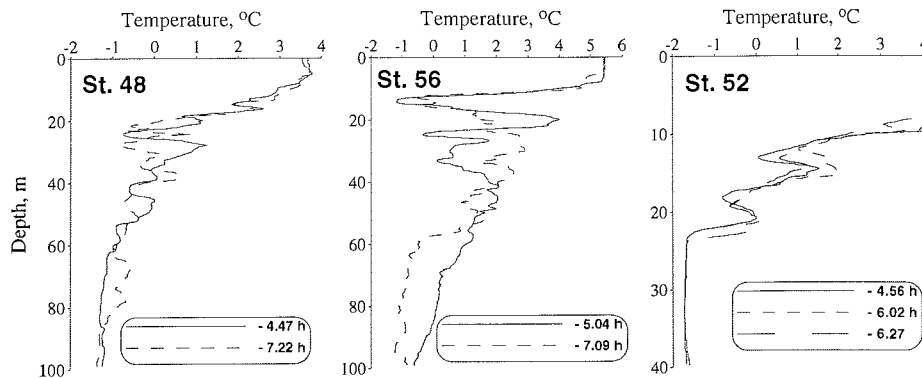 Temperature, °C
-2 -1 0 1 2 3 4
Temperature, °C
-2 -1 0 1 2 3 4 5 6
Temperature, °C
-2 -1 0 1 2 3 4
St. 48
St. 56
St. 52
Depth, m
0
20
40
60
80
100
0
20
40
60
80
100
0
10
20
30
40
- 4.47 h
- 7.22 h
- 5.04 h
- 7.09 h
- 4.56 h
- 6.02 h
- 6.27